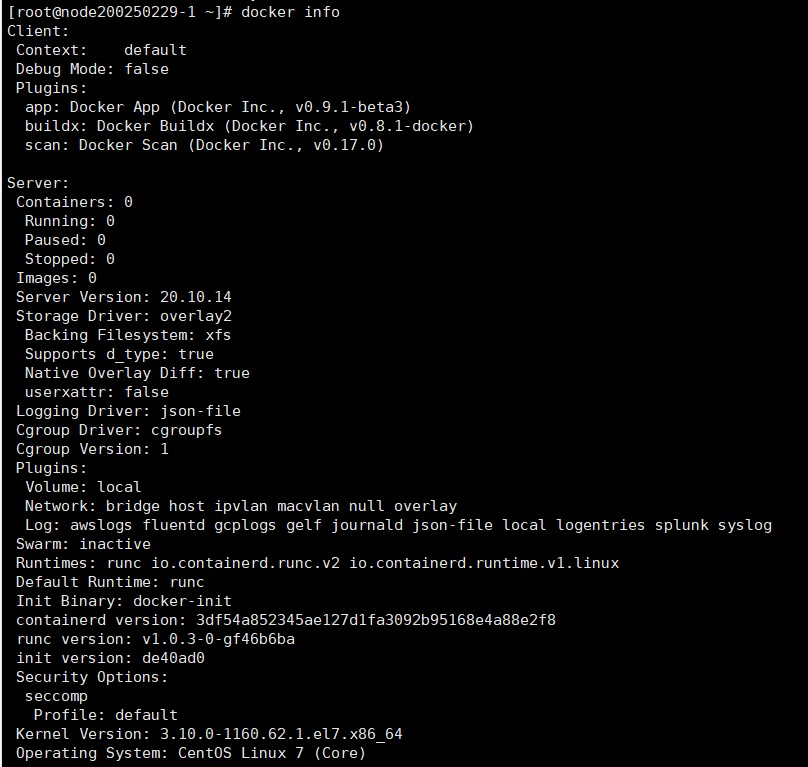 [root@node200250229-1 ~]# docker info
Client:
 Context:    default
 Debug Mode: false
 Plugins:
  app: Docker App (Docker Inc., v0.9.1-beta3)
  buildx: Docker Buildx (Docker Inc., v0.8.1-docker)
  scan: Docker Scan (Docker Inc., v0.17.0)

Server:
 Containers: 0
  Running: 0
  Paused: 0
  Stopped: 0
 Images: 0
 Server Version: 20.10.14
 Storage Driver: overlay2
  Backing Filesystem: xfs
  Supports d_type: true
  Native Overlay Diff: true
  userxattr: false
 Logging Driver: json-file
 Cgroup Driver: cgroupfs
 Cgroup Version: 1
 Plugins:
  Volume: local
  Network: bridge host ipvlan macvlan null overlay
  Log: awslogs fluentd gcplogs gelf journald json-file local logentries splunk syslog
 Swarm: inactive
 Runtimes: runc io.containerd.runc.v2 io.containerd.runtime.v1.linux
 Default Runtime: runc
 Init Binary: docker-init
 containerd version: 3df54a852345ae127d1fa3092b95168e4a88e2f8
 runc version: v1.0.3-0-gf46b6ba
 init version: de40ad0
 Security Options:
  seccomp
   Profile: default
 Kernel Version: 3.10.0-1160.62.1.el7.x86_64
 Operating System: CentOS Linux 7 (Core)